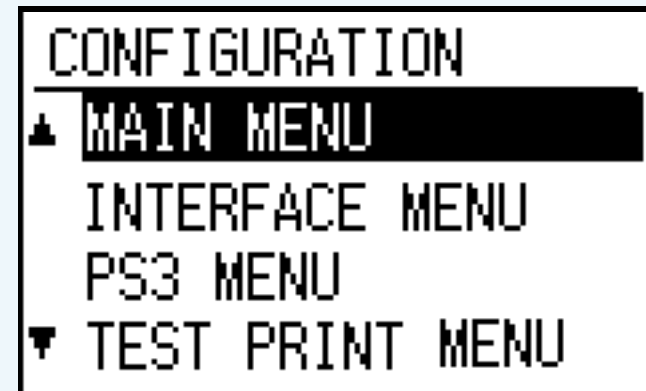 CONFIGURATION
MAIN MENU
INTERFACE MENU
PS3 MENU
TEST PRINT MENU